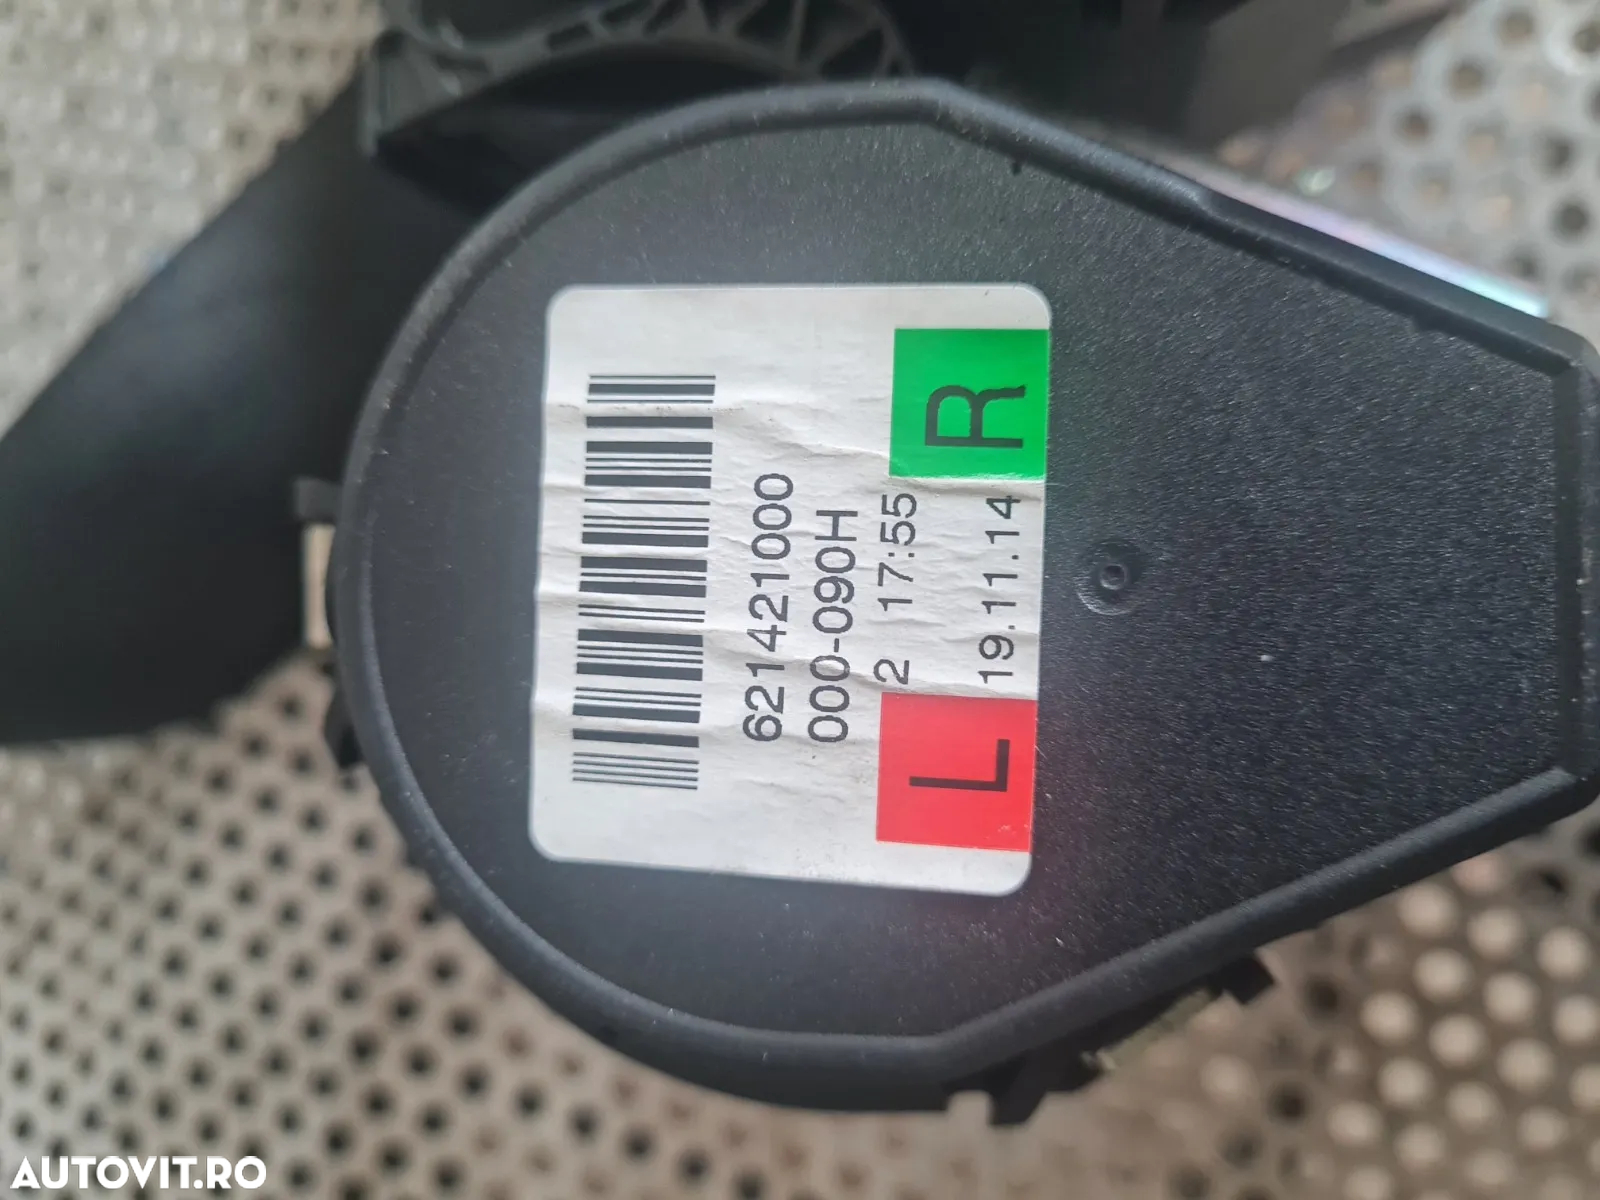 621421000
000-090H
2 17:55
L 19.11.14 R
AUTOVIT.RO